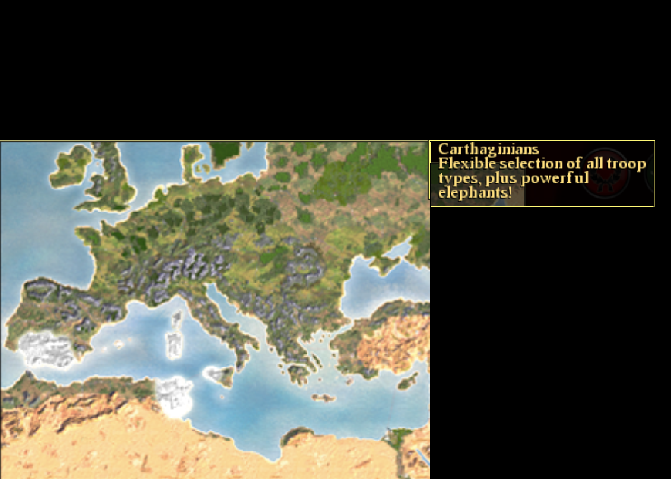 Carthaginians
Flexible selection of all troop
types, plus powerful
elephants!